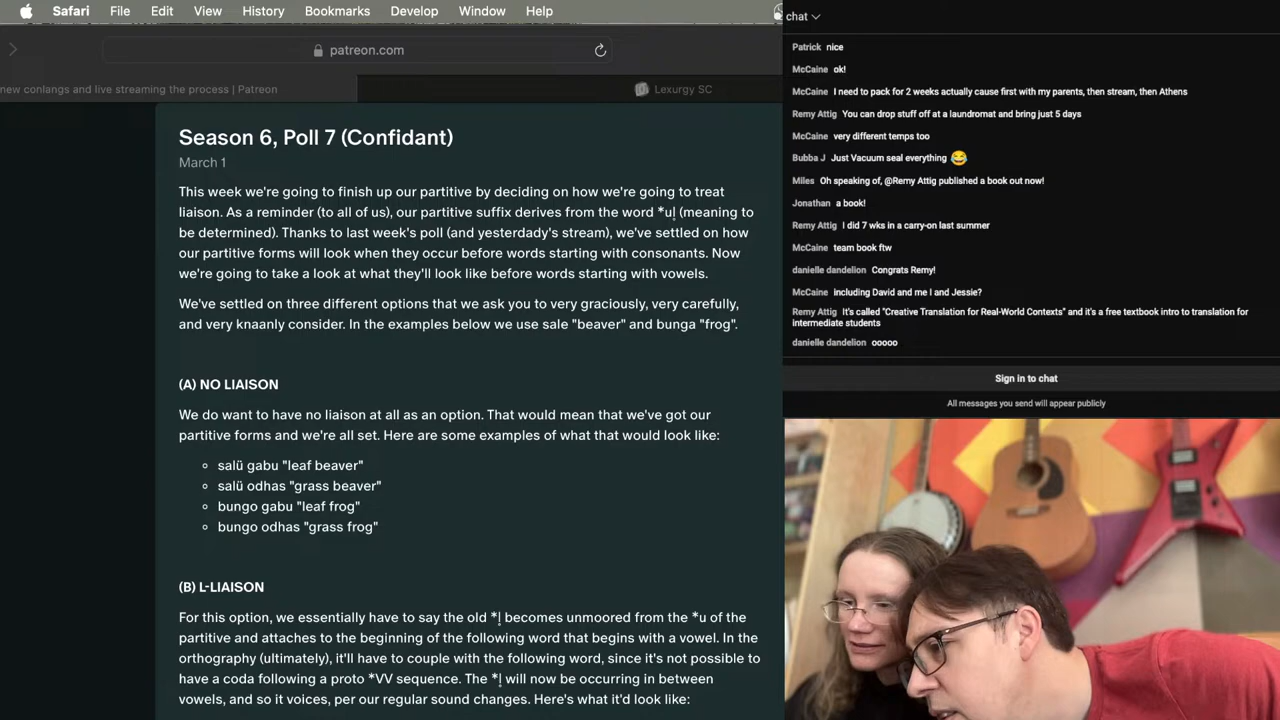 Safari File Edit View History Bookmarks Develop Window Help
patreon.com
new conlangs and live streaming the process | Patreon
Lexurgy SC
Season 6, Poll 7 (Confidant)
March 1
This week we're going to finish up our partitive by deciding on how we're going to treat
liaison. As a reminder (to all of us), our partitive suffix derives from the word *uḷ (meaning to
be determined). Thanks to last week's poll (and yesterdady's stream), we've settled on how
our partitive forms will look when they occur before words starting with consonants. Now
we're going to take a look at what they'll look like before words starting with vowels.
We've settled on three different options that we ask you to very graciously, very carefully,
and very knaanly consider. In the examples below we use sale "beaver" and bunga "frog".
(A) NO LIAISON
We do want to have no liaison at all as an option. That would mean that we've got our
partitive forms and we're all set. Here are some examples of what that would look like:
salü gabu "leaf beaver"
salü odhas "grass beaver"
bungo gabu "leaf frog"
bungo odhas "grass frog"
(B) L-LIAISON
For this option, we essentially have to say the old *ḷ becomes unmoored from the *u of the
partitive and attaches to the beginning of the following word that begins with a vowel. In the
orthography (ultimately), it'll have to couple with the following word, since it's not possible to
have a coda following a proto *VV sequence. The *ḷ will now be occurring in between
vowels, and so it voices, per our regular sound changes. Here's what it'd look like:
chat
Patrick nice
McCaine ok!
McCaine I need to pack for 2 weeks actually cause first with my parents, then stream, then Athens
Remy Attig You can drop stuff off at a laundromat and bring just 5 days
McCaine very different temps too
Bubba J Just Vacuum seal everything 😂
Miles Oh speaking of, @Remy Attig published a book out now!
Jonathan a book!
Remy Attig I did 7 wks in a carry-on last summer
McCaine team book ftw
danielle dandelion Congrats Remy!
McCaine including David and me I and Jessie?
Remy Attig It's called "Creative Translation for Real-World Contexts" and it's a free textbook intro to translation for
intermediate students
danielle dandelion ooooo
Sign in to chat
All messages you send will appear publicly